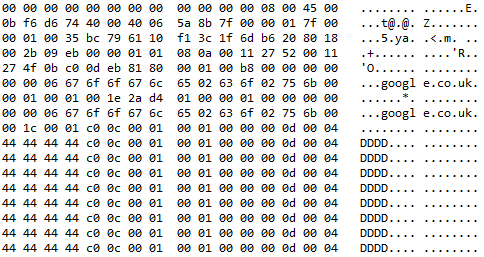 00 00 00 00 00 00 00 00 00 00 00 00 08 00 45 00 ........ ......E.
0b f6 d6 74 40 00 40 06 5a 8b 7f 00 00 01 7f 00 ...t@.@. Z.......
00 01 00 35 bc 79 61 10 f1 3c 1f 6d b6 20 80 18 ...5.ya. .<.m. ..
00 2b 09 eb 00 00 01 01 08 0a 00 11 27 52 00 11 .+...... ....'R..
27 4f 0b c0 0d eb 81 80 00 01 00 b8 00 00 00 00 'O...... ........
00 00 06 67 6f 6f 67 6c 65 02 63 6f 02 75 6b 00 ...googl e.co.uk.
01 00 01 00 1e 2a d4 01 00 00 01 00 00 00 00 00 .....*. ........
00 00 06 67 6f 6f 67 6c 65 02 63 6f 02 75 6b 00 ...googl e.co.uk.
00 1c 00 01 c0 0c 00 01 00 01 00 00 00 0d 00 04 ........ ........
44 44 44 44 c0 0c 00 01 00 01 00 00 00 0d 00 04 DDDD.... ........
44 44 44 44 c0 0c 00 01 00 01 00 00 00 0d 00 04 DDDD.... ........
44 44 44 44 c0 0c 00 01 00 01 00 00 00 0d 00 04 DDDD.... ........
44 44 44 44 c0 0c 00 01 00 01 00 00 00 0d 00 04 DDDD.... ........
44 44 44 44 c0 0c 00 01 00 01 00 00 00 0d 00 04 DDDD.... ........
44 44 44 44 c0 0c 00 01 00 01 00 00 00 0d 00 04 DDDD.... ........
44 44 44 44 c0 0c 00 01 00 01 00 00 00 0d 00 04 DDDD.... ........
44 44 44 44 c0 0c 00 01 00 01 00 00 00 0d 00 04 DDDD.... ........